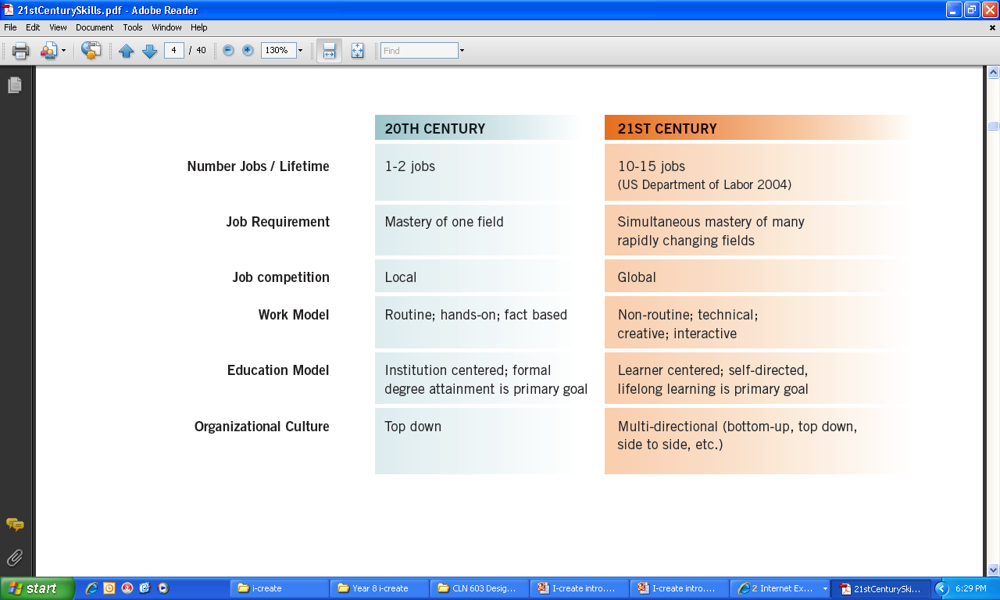 21stCenturySkills.pdf - Adobe Reader
File Edit View Document Tools Window Help
4 / 40 130% Find
20TH CENTURY 21ST CENTURY
Number Jobs / Lifetime 1-2 jobs 10-15 jobs
(US Department of Labor 2004)
Job Requirement Mastery of one field Simultaneous mastery of many
rapidly changing fields
Job competition Local Global
Work Model Routine; hands-on; fact based Non-routine; technical;
creative; interactive
Education Model Institution centered; formal Learner centered; self-directed,
degree attainment is primary goal lifelong learning is primary goal
Organizational Culture Top down Multi-directional (bottom-up, top down,
side to side, etc.)
start i-create Year 8 i-create CLN 603 Desig... I-create intro.... I-create intro.... 2 Internet Ex... 21stCenturySki... 6:29 PM